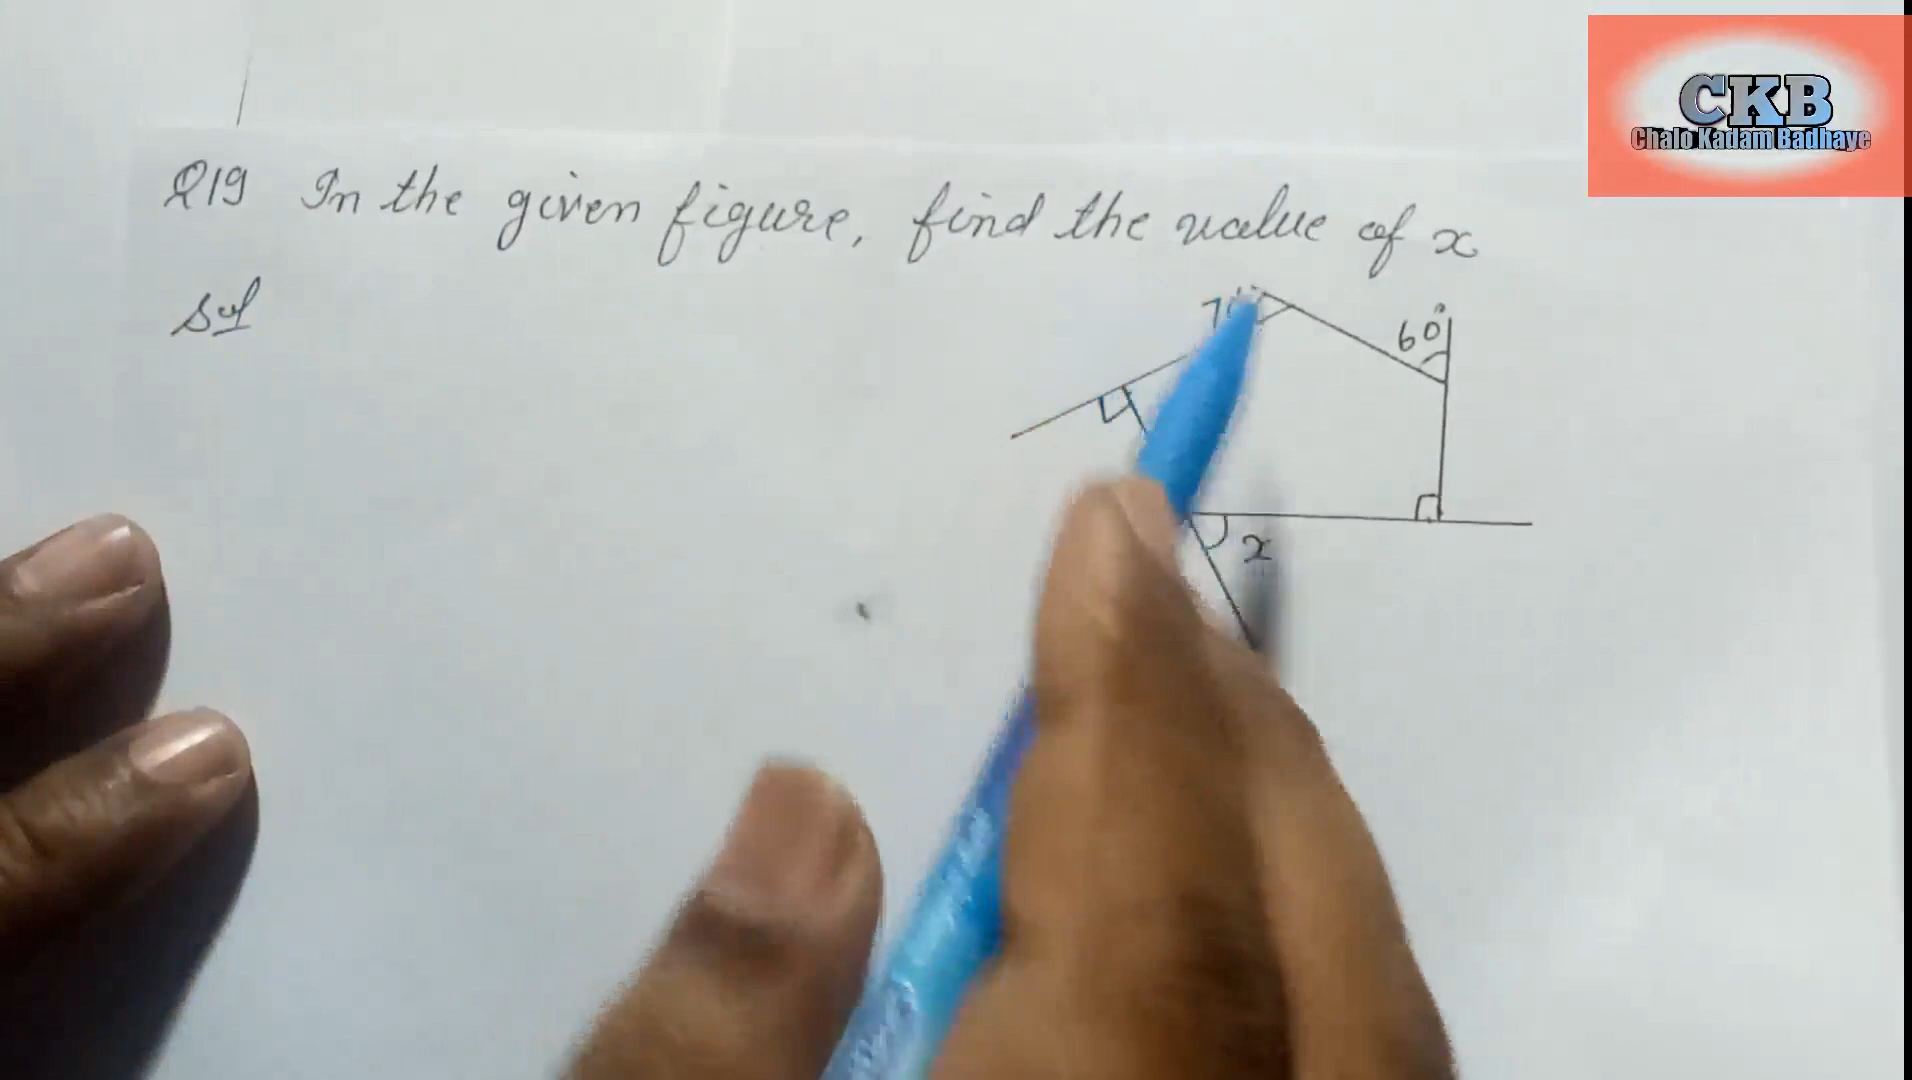 CKB
Chalo Kadam Badhaye
Q19 In the given figure, find the value of x
Sol
60°
x